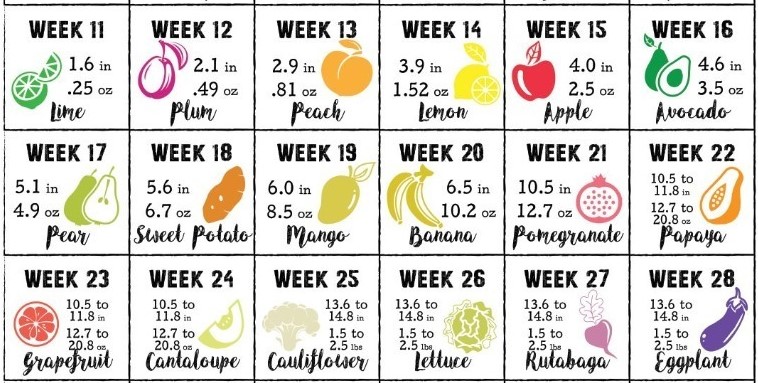 WEEK 11
1.6 in
.25 oz
Lime
WEEK 12
2.1 in
.49 oz
Plum
WEEK 13
2.9 in
.81 oz
Peach
WEEK 14
3.9 in
1.52 oz
Lemon
WEEK 15
4.0 in
2.5 oz
Apple
WEEK 16
4.6 in
3.5 oz
Avocado
WEEK 17
5.1 in
4.9 oz
Pear
WEEK 18
5.6 in
6.7 oz
Sweet Potato
WEEK 19
6.0 in
8.5 oz
Mango
WEEK 20
6.5 in
10.2 oz
Banana
WEEK 21
10.5 in
12.7 oz
Pomegranate
WEEK 22
10.5 to
11.8 in
12.7 to
20.8 oz
Papaya
WEEK 23
10.5 to
11.8 in
12.7 to
20.8 oz
Grapefruit
WEEK 24
10.5 to
11.8 in
12.7 to
20.8 oz
Cantaloupe
WEEK 25
13.6 to
14.8 in
1.5 to
2.5 lbs
Cauliflower
WEEK 26
13.6 to
14.8 in
1.5 to
2.5 lbs
Lettuce
WEEK 27
13.6 to
14.8 in
1.5 to
2.5 lbs
Rutabaga
WEEK 28
13.6 to
14.8 in
1.5 to
2.5 lbs
Eggplant